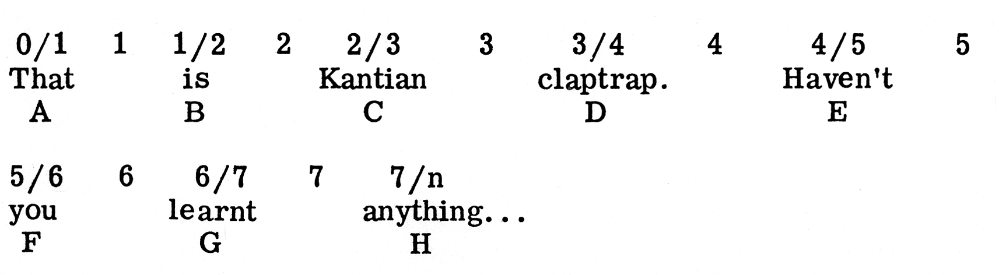 0/1 1 1/2 2 2/3 3 3/4 4 4/5 5
That is Kantian claptrap. Haven't
A B C D E
5/6 6 6/7 7 7/n
you learnt anything...
F G H